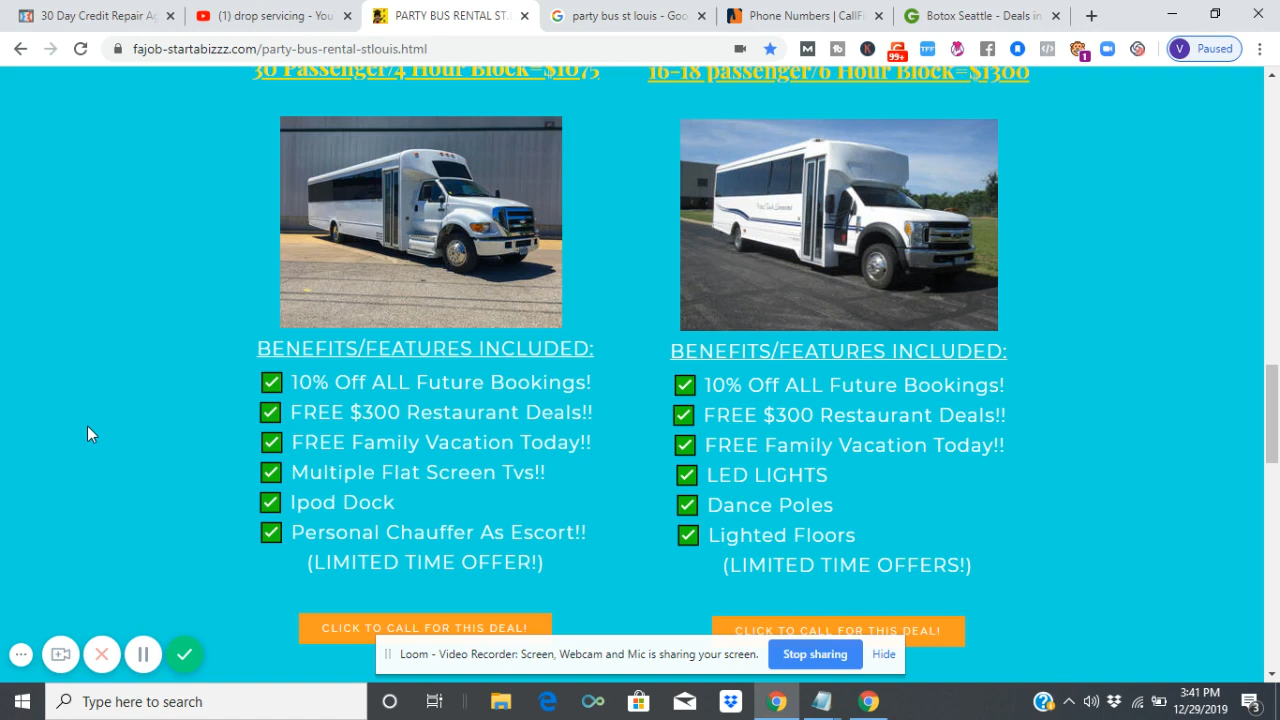 30 Day Credit Repair Ag
(1) drop servicing - You
PARTY BUS RENTAL ST.
party bus st louis - Goo
Phone Numbers | CallFi
Botox Seattle - Deals in
fajob-startabizzz.com/party-bus-rental-stlouis.html
99+
1
V Paused
30 Passenger/4 Hour Block=$1075
16-18 passenger/6 Hour Block=$1300
BENEFITS/FEATURES INCLUDED:
10% Off ALL Future Bookings!
FREE $300 Restaurant Deals!!
FREE Family Vacation Today!!
Multiple Flat Screen Tvs!!
Ipod Dock
Personal Chauffer As Escort!!
(LIMITED TIME OFFER!)
CLICK TO CALL FOR THIS DEAL!
BENEFITS/FEATURES INCLUDED:
10% Off ALL Future Bookings!
FREE $300 Restaurant Deals!!
FREE Family Vacation Today!!
LED LIGHTS
Dance Poles
Lighted Floors
(LIMITED TIME OFFERS!)
CLICK TO CALL FOR THIS DEAL!
Loom - Video Recorder: Screen, Webcam and Mic is sharing your screen.
Stop sharing
Hide
Type here to search
3:41 PM
12/29/2019
3